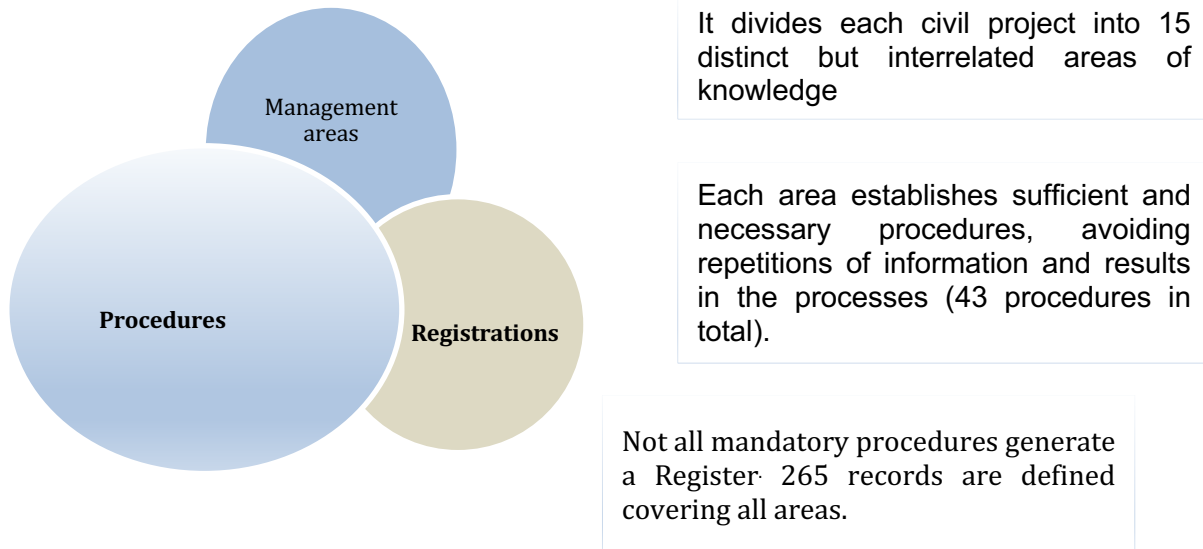 Management
areas
Procedures
Registrations
It divides each civil project into 15
distinct but interrelated areas of
knowledge
Each area establishes sufficient and
necessary procedures, avoiding
repetitions of information and results
in the processes (43 procedures in
total).
Not all mandatory procedures generate
a Register. 265 records are defined
covering all areas.